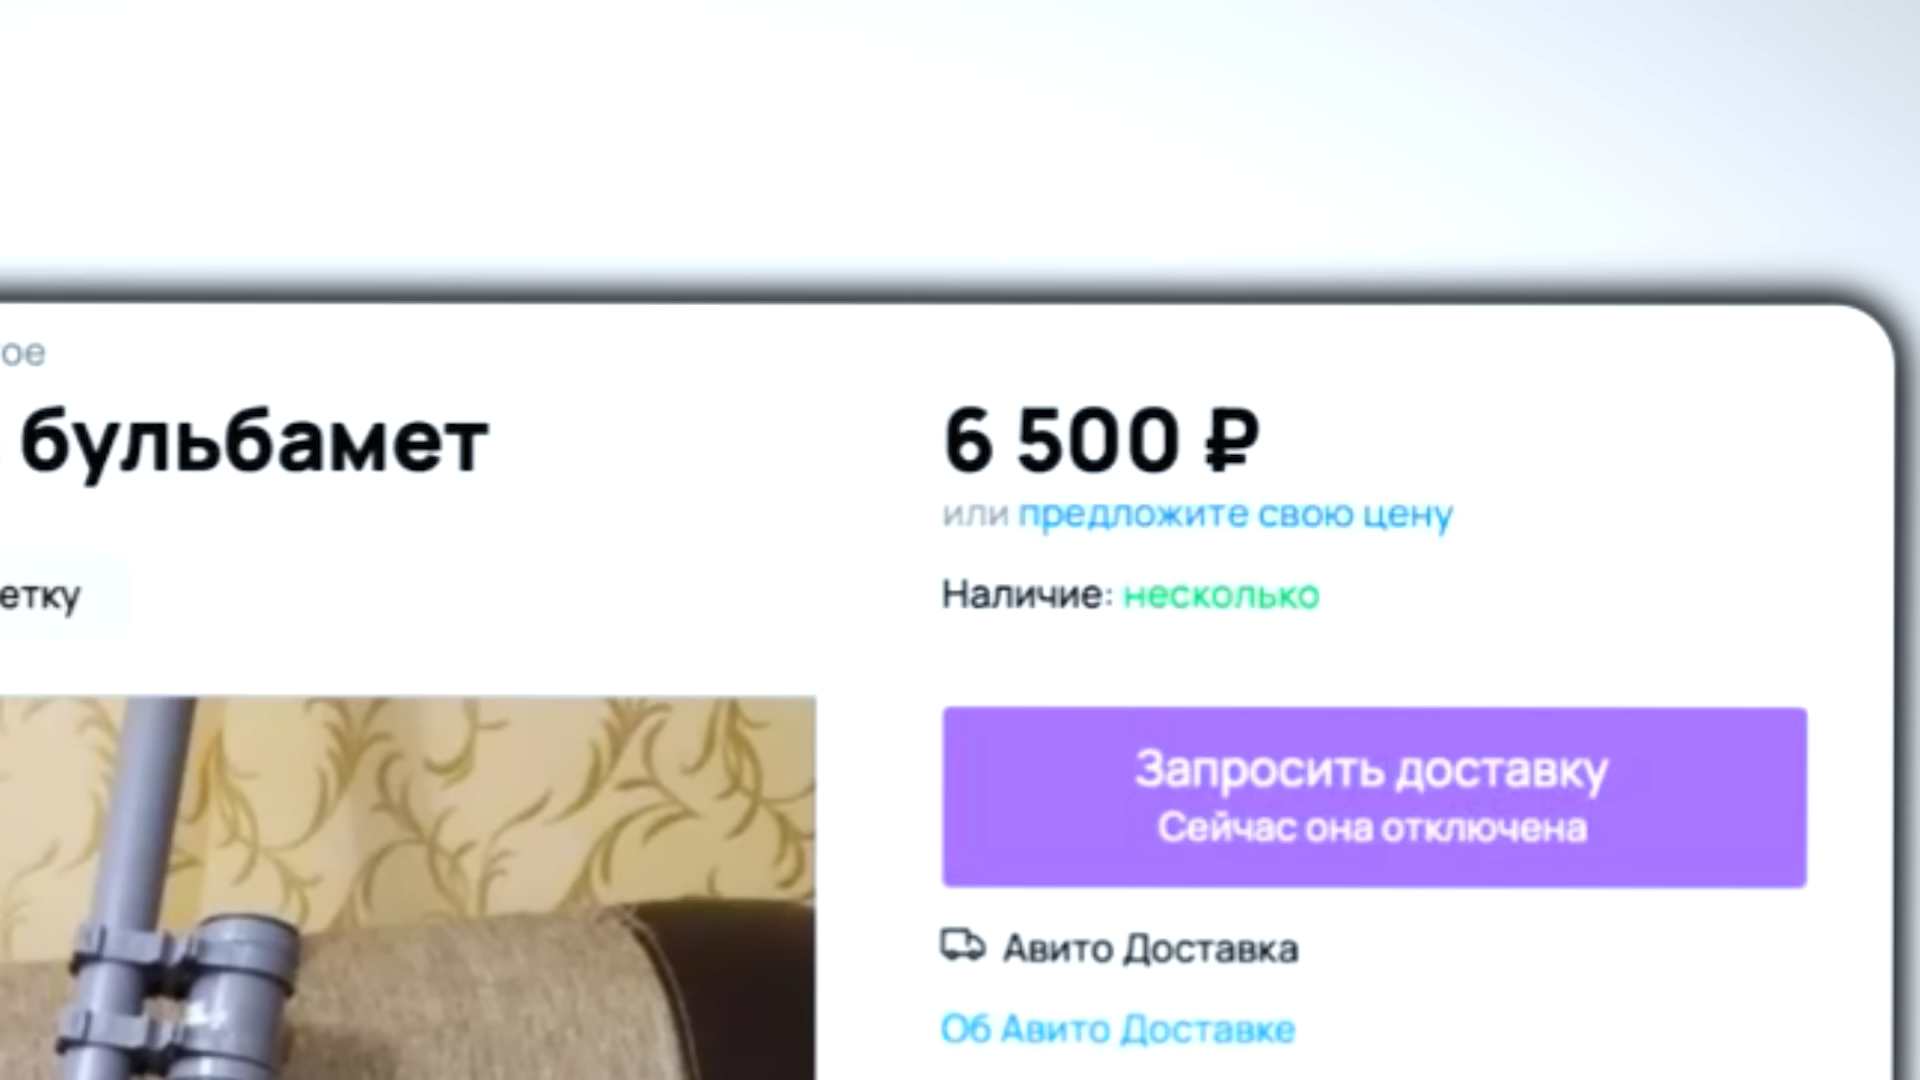 ое
бульбамет
6 500 ₽
или предложите свою цену
етку
Наличие: несколько
Запросить доставку
Сейчас она отключена
Авито Доставка
Об Авито Доставке